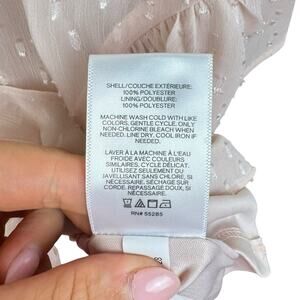 SHELL/COUCHE EXTÉRIEURE:
100% POLYESTER
LINING/DOUBLURE:
100% POLYESTER
MACHINE WASH COLD WITH LIKE
COLORS, GENTLE CYCLE. ONLY
NON-CHLORINE BLEACH WHEN
NEEDED. LINE DRY. COOL IRON IF
NEEDED.
LAVER À LA MACHINE À L'EAU
FROIDE AVEC COULEURS
SIMILAIRES, CYCLE DÉLICAT.
UTILISEZ SEULEMENT OU
JAVELLISANT SANS CHLORE SI
NÉCESSAIRE. SÉCHAGE SUR
CORDE. REPASSAGE DOUX, SI
NÉCESSAIRE.
RN# 55285